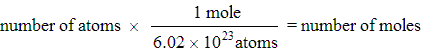 number of atoms × 1 mole / 6.02 × 10²³ atoms = number of moles